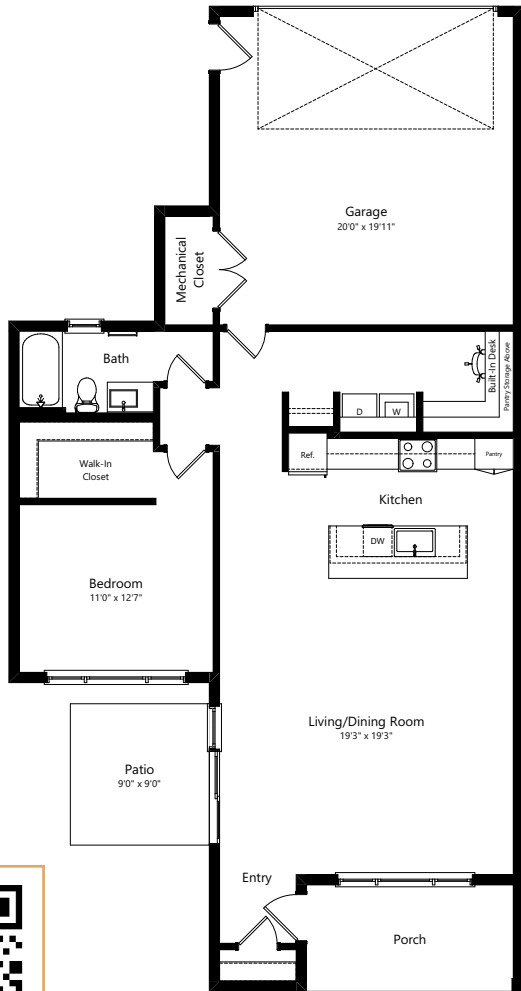 Garage
20'0" x 19'11"
Mechanical
Closet
Bath
Built-In Desk
Pantry Storage Above
D
W
Walk-In
Closet
Ref.
Pantry
Kitchen
DW
Bedroom
11'0" x 12'7"
Living/Dining Room
19'3" x 19'3"
Patio
9'0" x 9'0"
Entry
Porch